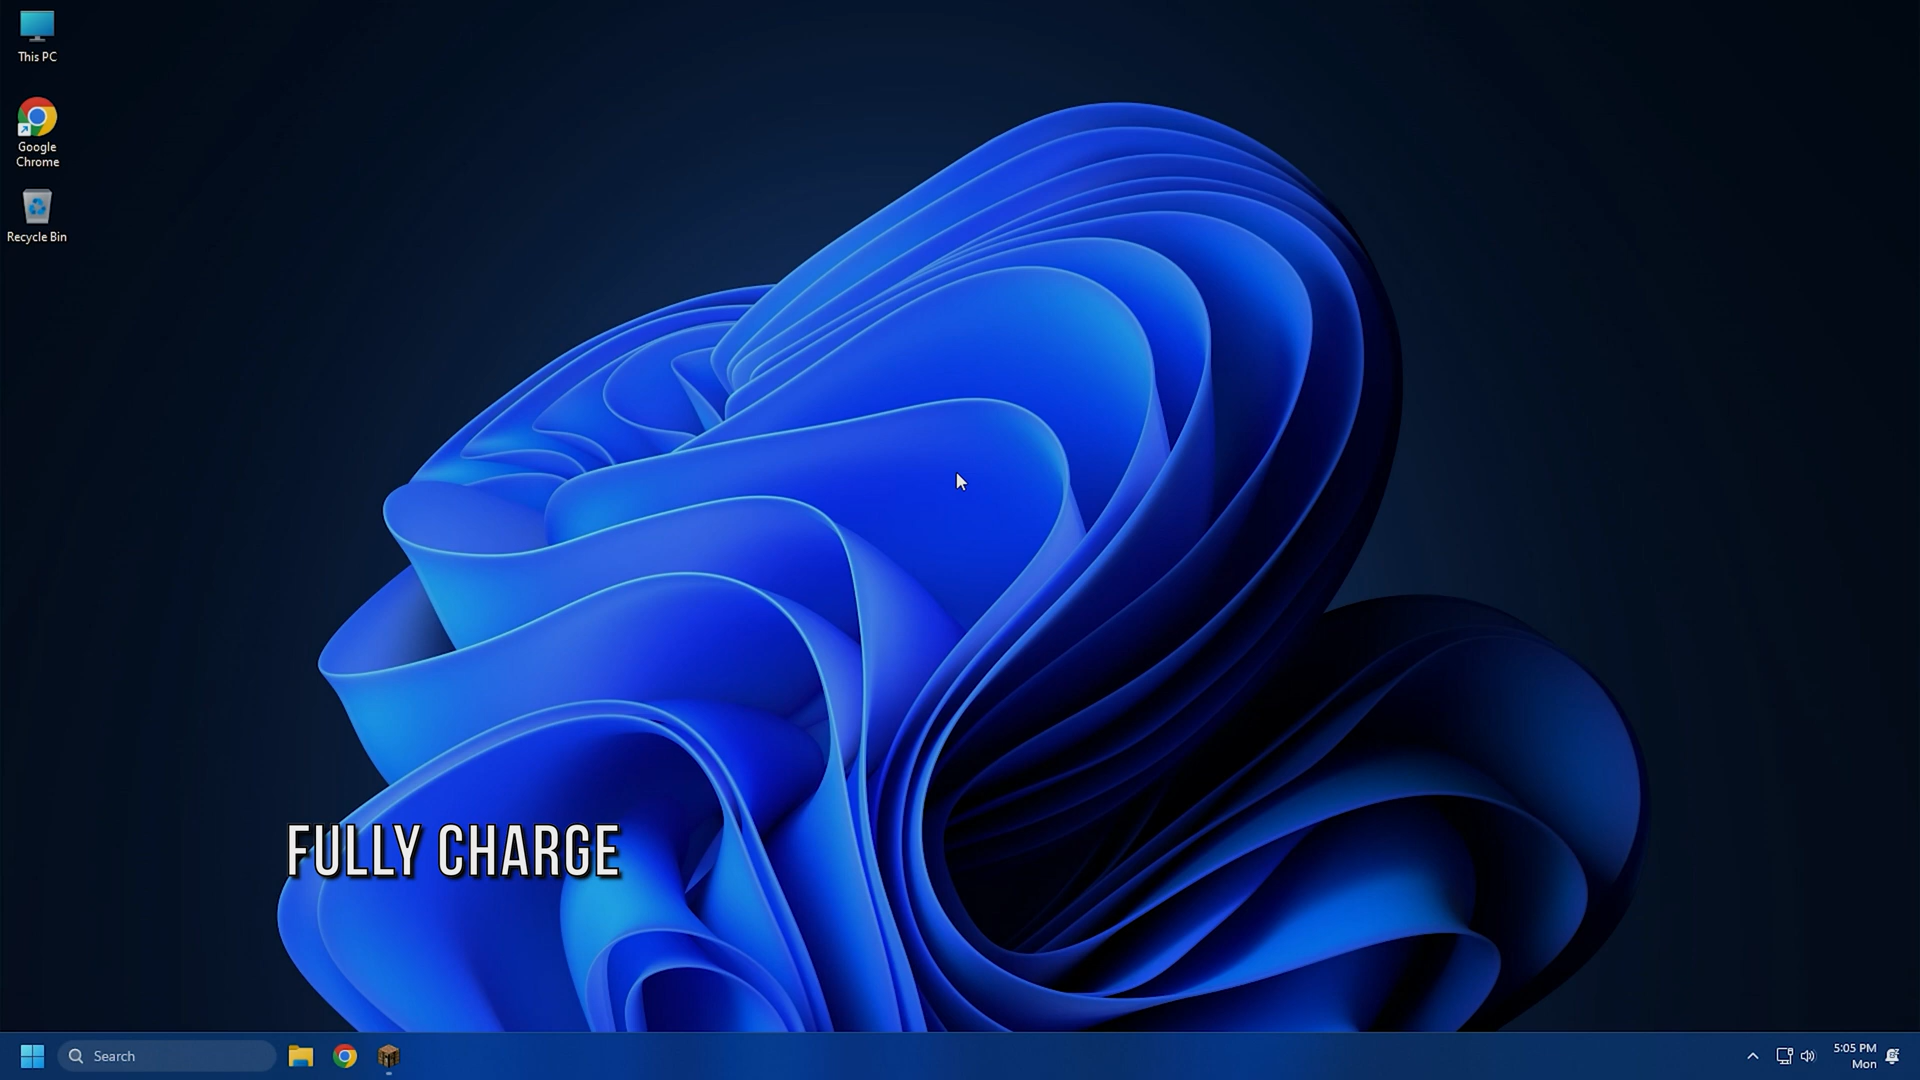 This PC
Google
Chrome
Recycle Bin
FULLY CHARGE
Search
5:05 PM
Mon